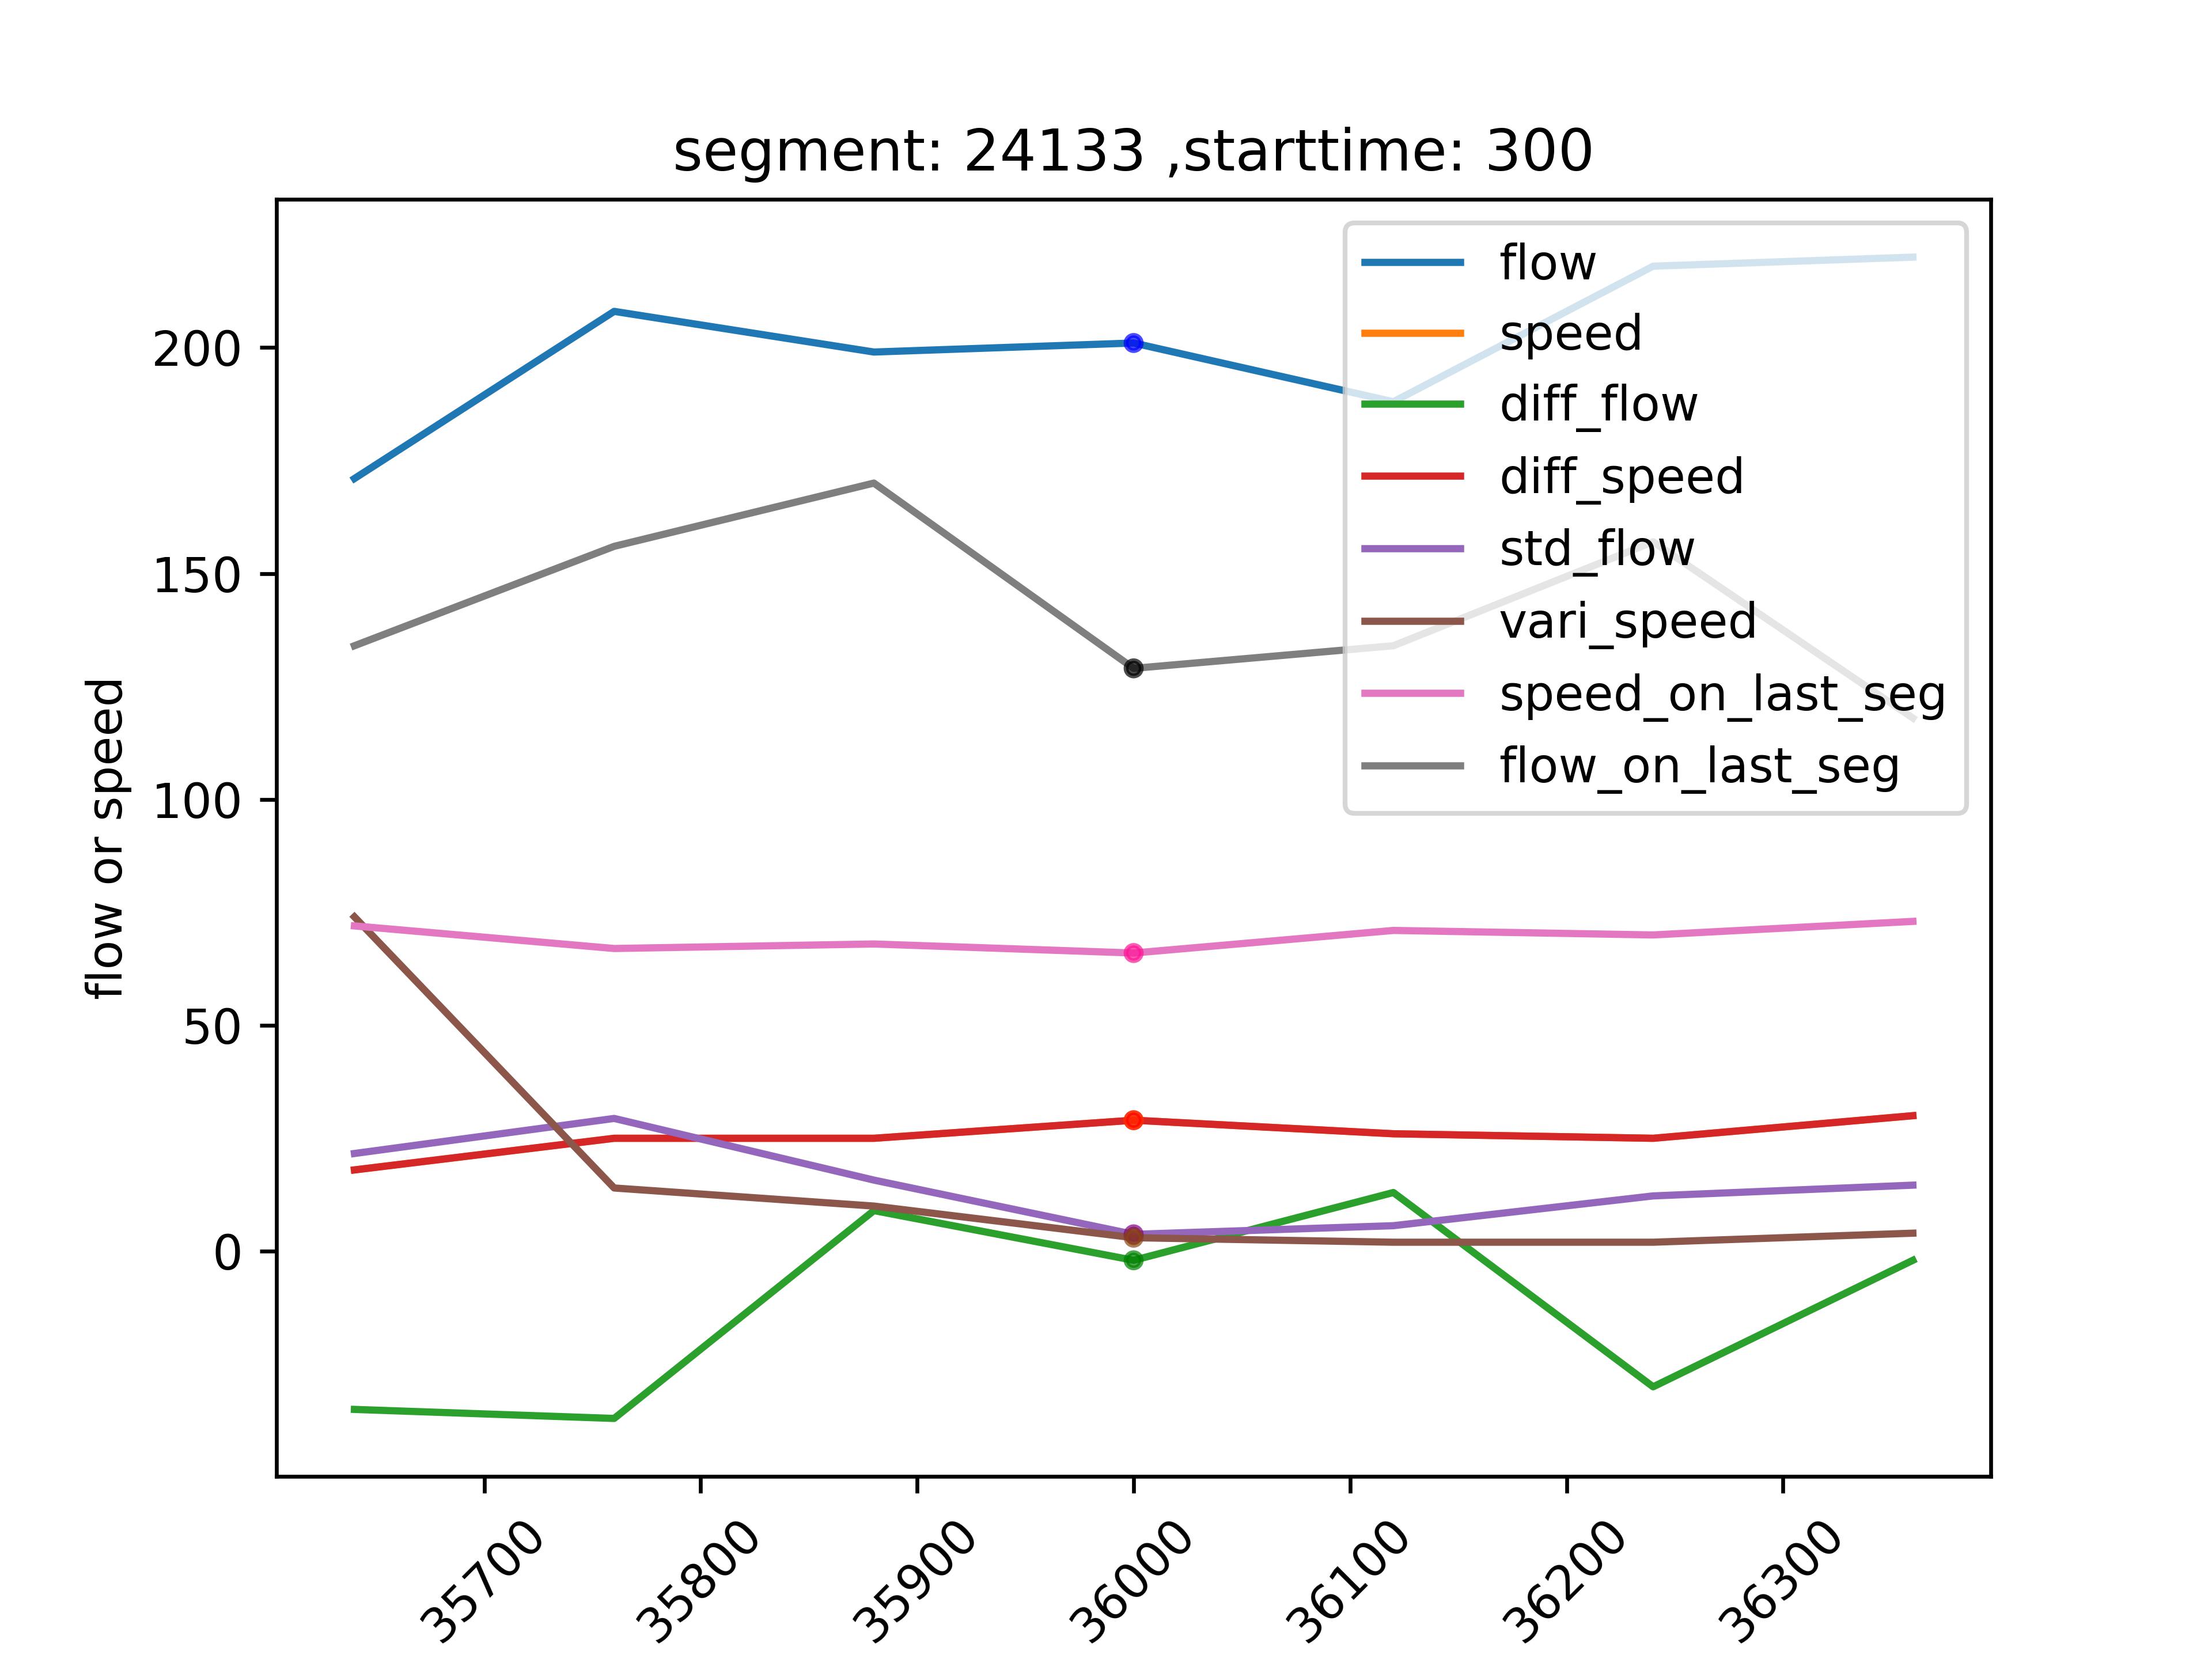 segment: 24133 ,starttime: 300
flow or speed
200
150
100
50
0
flow
speed
diff_flow
diff_speed
std_flow
vari_speed
speed_on_last_seg
flow_on_last_seg
35700
35800
35900
36000
36100
36200
36300